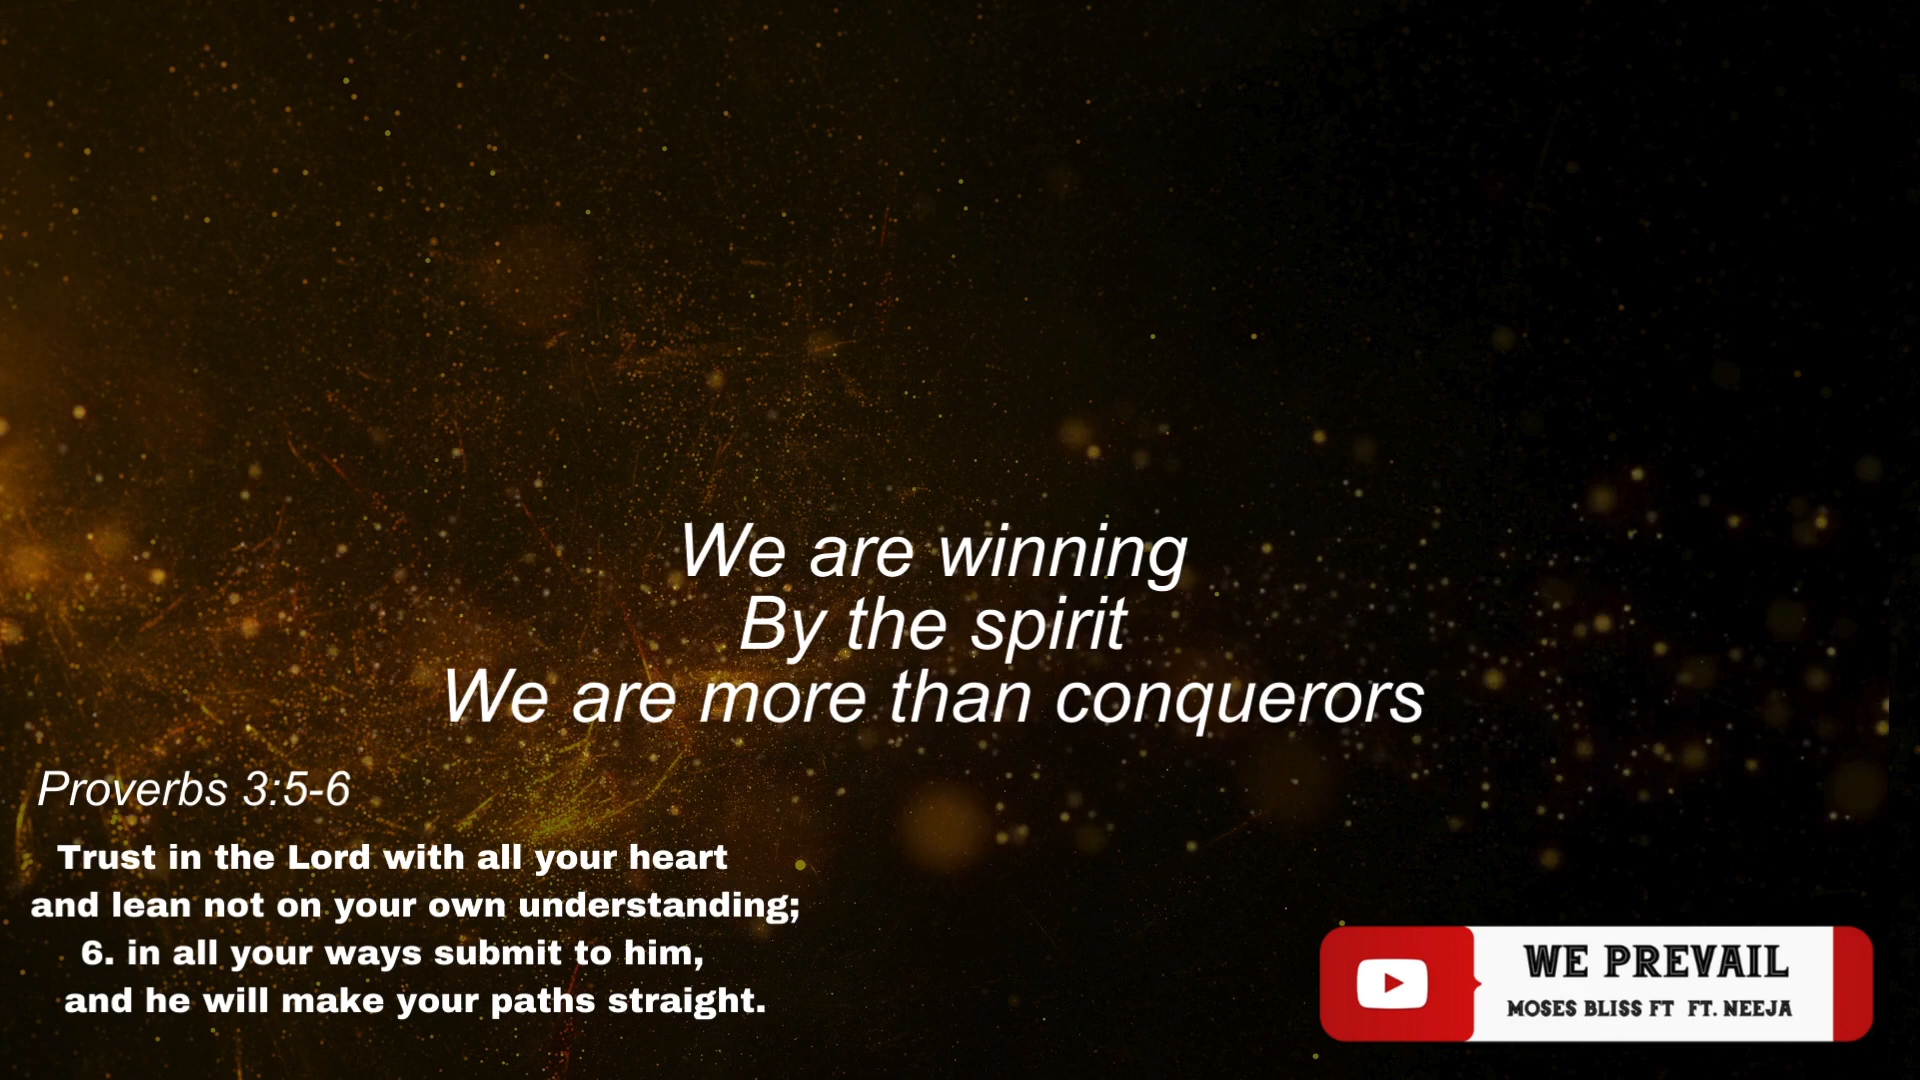 We are winning
By the spirit
We are more than conquerors
Proverbs 3:5-6
Trust in the Lord with all your heart
and lean not on your own understanding;
6. in all your ways submit to him,
and he will make your paths straight.
WE PREVAIL
MOSES BLISS FT FT. NEEJA